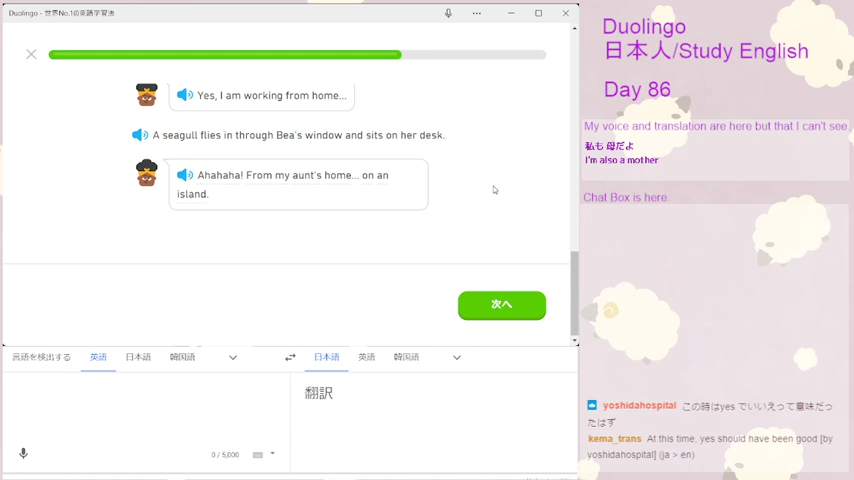 Duolingo - 世界No.1の英語学習法
Yes, I am working from home...
A seagull flies in through Bea's window and sits on her desk.
Ahahaha! From my aunt's home... on an
island.
次へ
言語を検出する 英語 日本語 韓国語
日本語 英語 韓国語
翻訳
0 / 5,000
Duolingo
日本人/Study English
Day 86
My voice and translation are here but that I can't see
私も 母だよ
I'm also a mother
Chat Box is here.
yoshidahospital この時はyes でいいえって意味だっ
たはず
kema_trans At this time, yes should have been good [by
yoshidahospital] (ja > en)